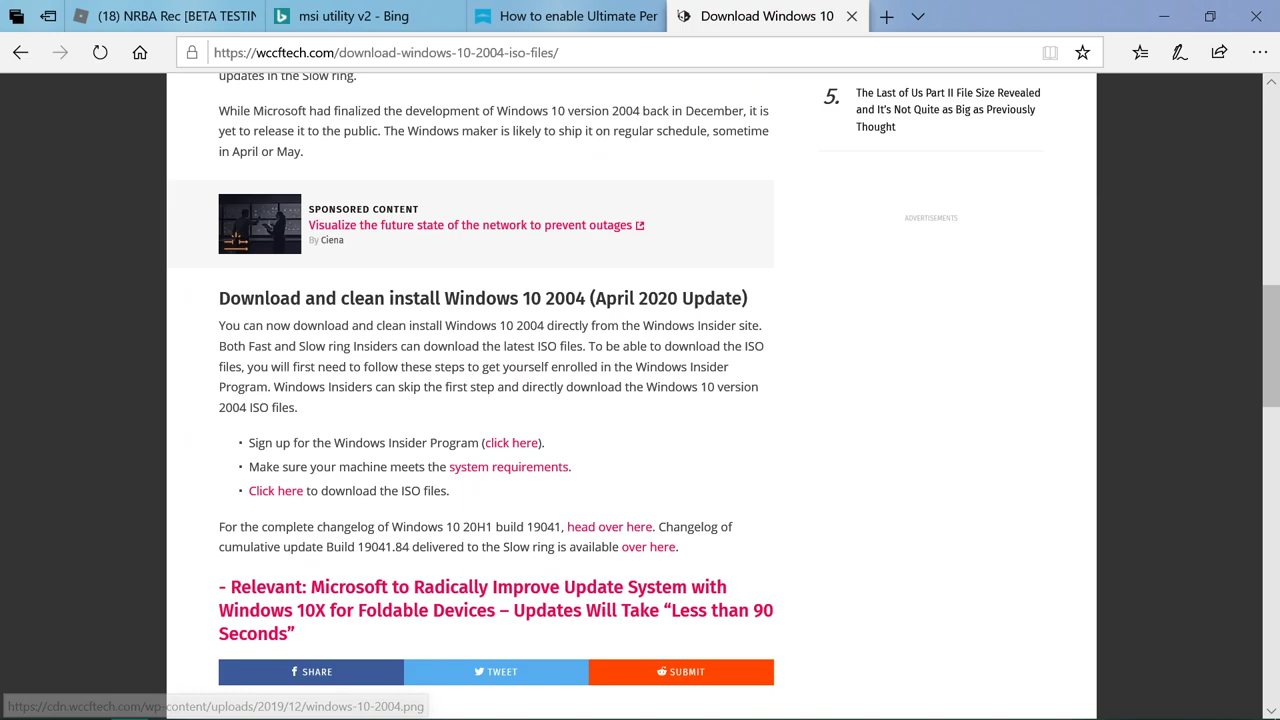 (18) NRBA Rec [BETA TESTIN
msi utility v2 - Bing
How to enable Ultimate Per
Download Windows 10
https://wccftech.com/download-windows-10-2004-iso-files/
updates in the Slow ring.
While Microsoft had finalized the development of Windows 10 version 2004 back in December, it is
yet to release it to the public. The Windows maker is likely to ship it on regular schedule, sometime
in April or May.
SPONSORED CONTENT
Visualize the future state of the network to prevent outages
By Ciena
Download and clean install Windows 10 2004 (April 2020 Update)
You can now download and clean install Windows 10 2004 directly from the Windows Insider site.
Both Fast and Slow ring Insiders can download the latest ISO files. To be able to download the ISO
files, you will first need to follow these steps to get yourself enrolled in the Windows Insider
Program. Windows Insiders can skip the first step and directly download the Windows 10 version
2004 ISO files.
• Sign up for the Windows Insider Program (click here).
• Make sure your machine meets the system requirements.
• Click here to download the ISO files.
For the complete changelog of Windows 10 20H1 build 19041, head over here. Changelog of
cumulative update Build 19041.84 delivered to the Slow ring is available over here.
- Relevant: Microsoft to Radically Improve Update System with
Windows 10X for Foldable Devices – Updates Will Take “Less than 90
Seconds”
SHARE
TWEET
SUBMIT
5.
The Last of Us Part II File Size Revealed
and It's Not Quite as Big as Previously
Thought
ADVERTISEMENTS
https://cdn.wccftech.com/wp-content/uploads/2019/12/windows-10-2004.png